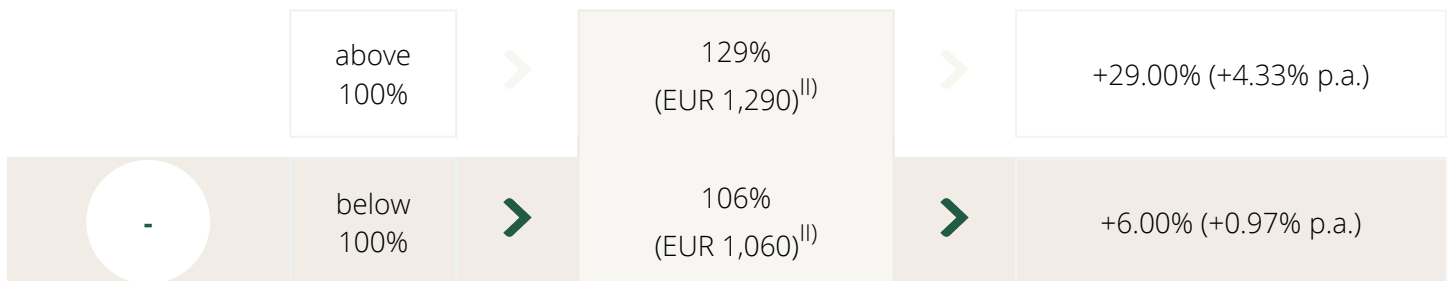 above
100%
129%
(EUR 1,290)II)
+29.00% (+4.33% p.a.)
-
below
100%
106%
(EUR 1,060)II)
+6.00% (+0.97% p.a.)